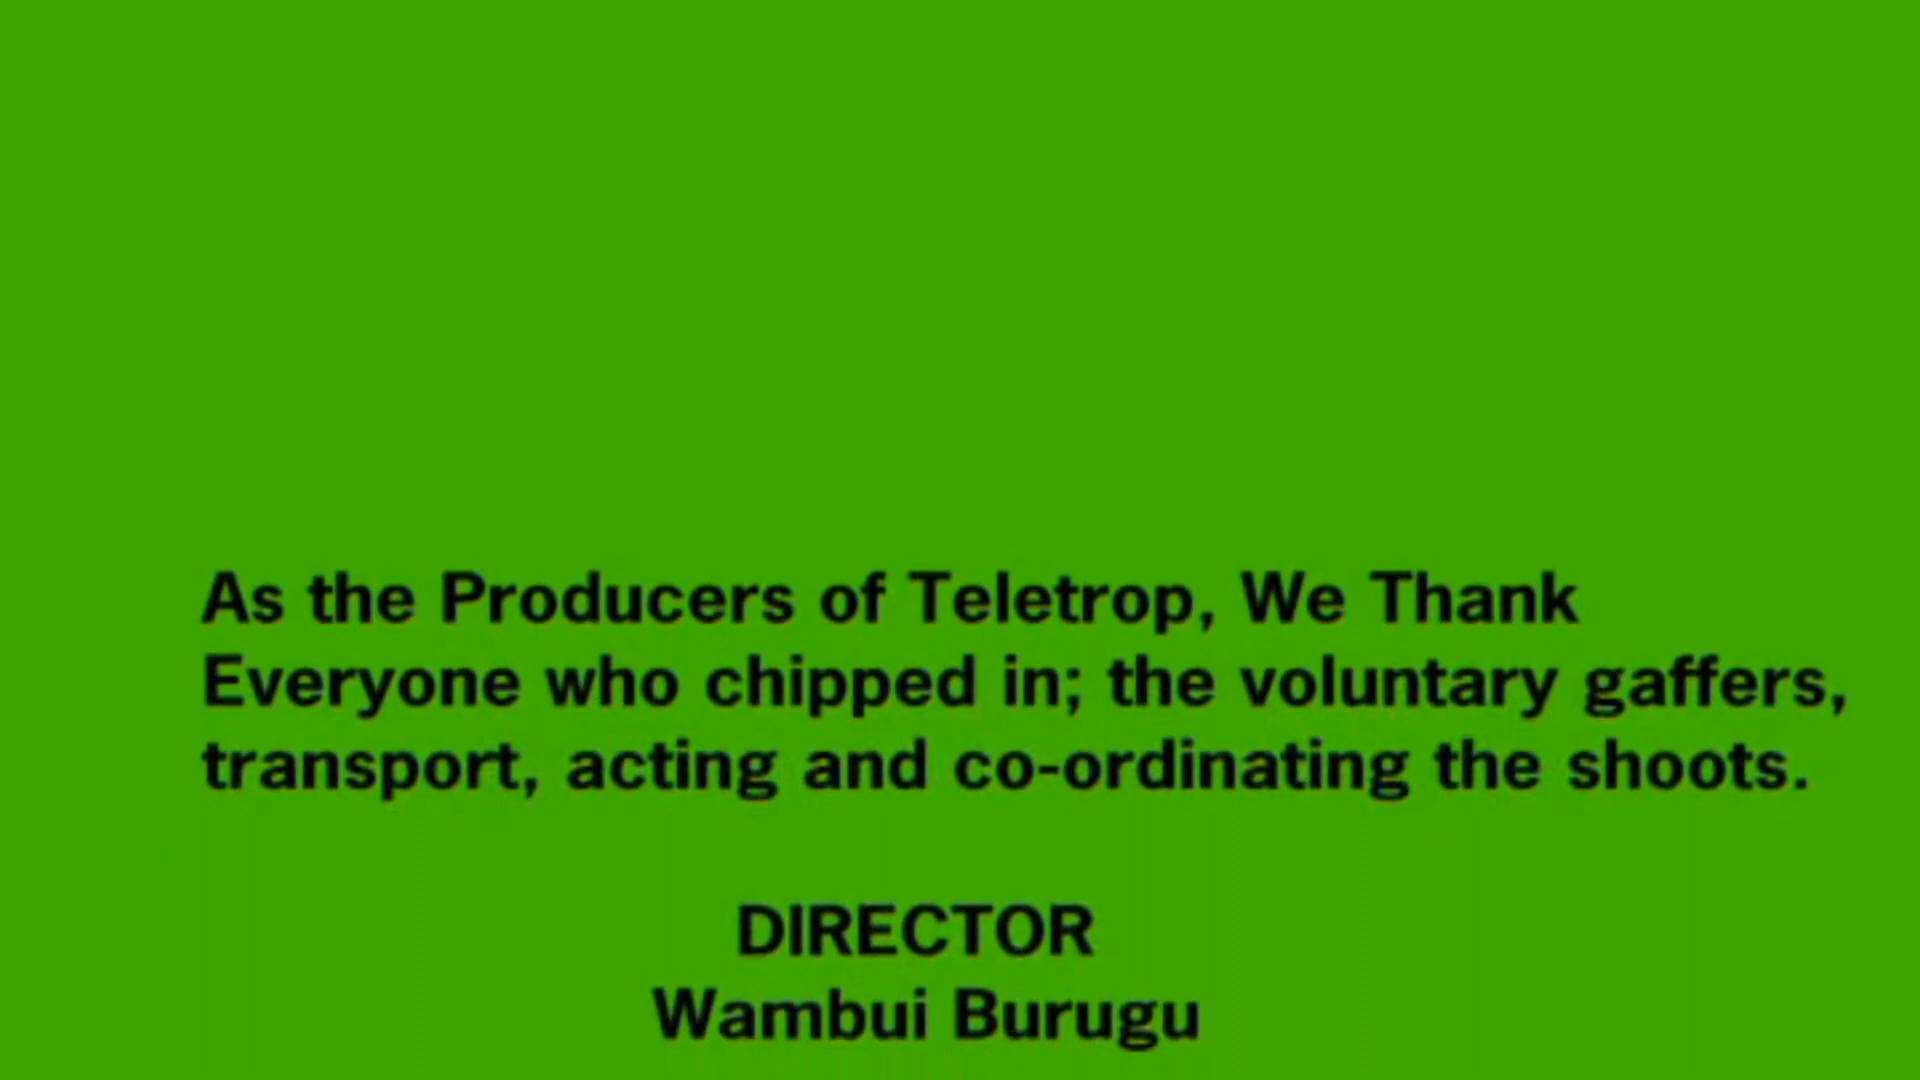 As the Producers of Teletrop, We Thank
Everyone who chipped in; the voluntary gaffers,
transport, acting and co-ordinating the shoots.
DIRECTOR
Wambui Burugu